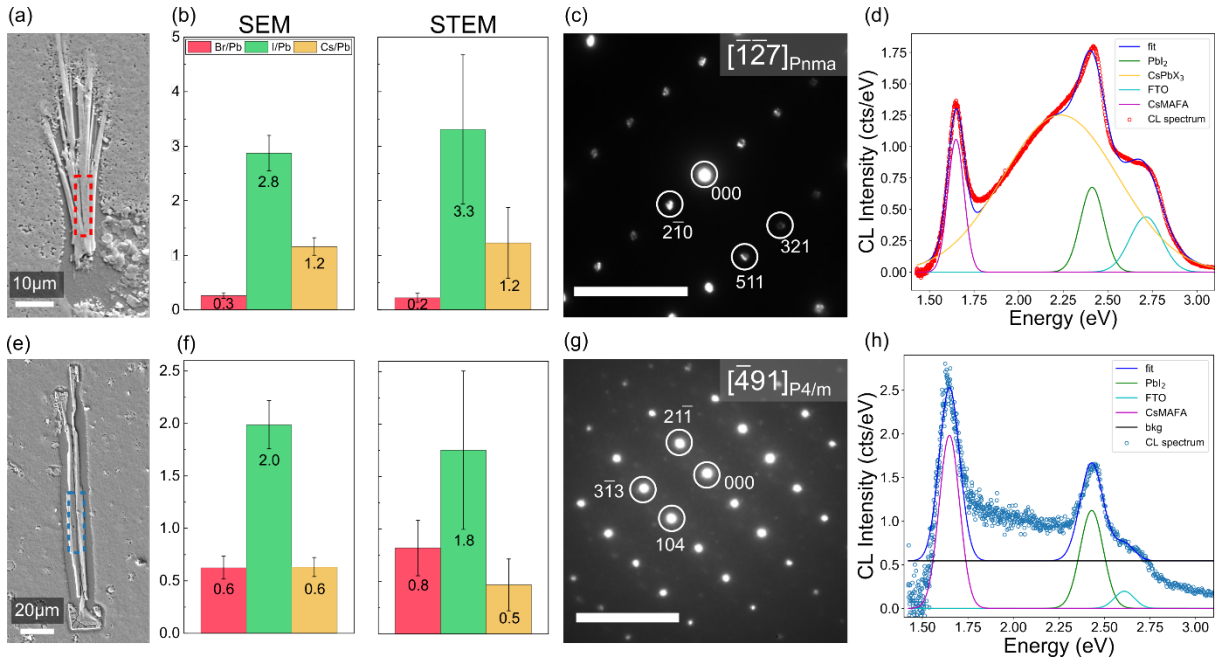 (a)
10μm
(b)
SEM
STEM
Br/Pb I/Pb Cs/Pb
5
4
3
2
1
0
0.3
2.8
1.2
0.2
3.3
1.2
(c)
[1̅2̅7]Pnma
000
21̅0
321
511
(d)
CL Intensity (cts/eV)
1.75
1.50
1.25
1.00
0.75
0.50
0.25
0.00
fit
PbI₂
CsPbX₃
FTO
CsMAFA
CL spectrum
1.50 1.75 2.00 2.25 2.50 2.75 3.00
Energy (eV)
(e)
20μm
(f)
2.5
2.0
1.5
1.0
0.5
0.0
0.6
2.0
0.6
0.8
1.8
0.5
(g)
[4̅91]P4/m
211̅
000
31̅3
104
(h)
CL Intensity (cts/eV)
2.5
2.0
1.5
1.0
0.5
0.0
fit
PbI₂
FTO
CsMAFA
bkg
CL spectrum
1.50 1.75 2.00 2.25 2.50 2.75 3.00
Energy (eV)